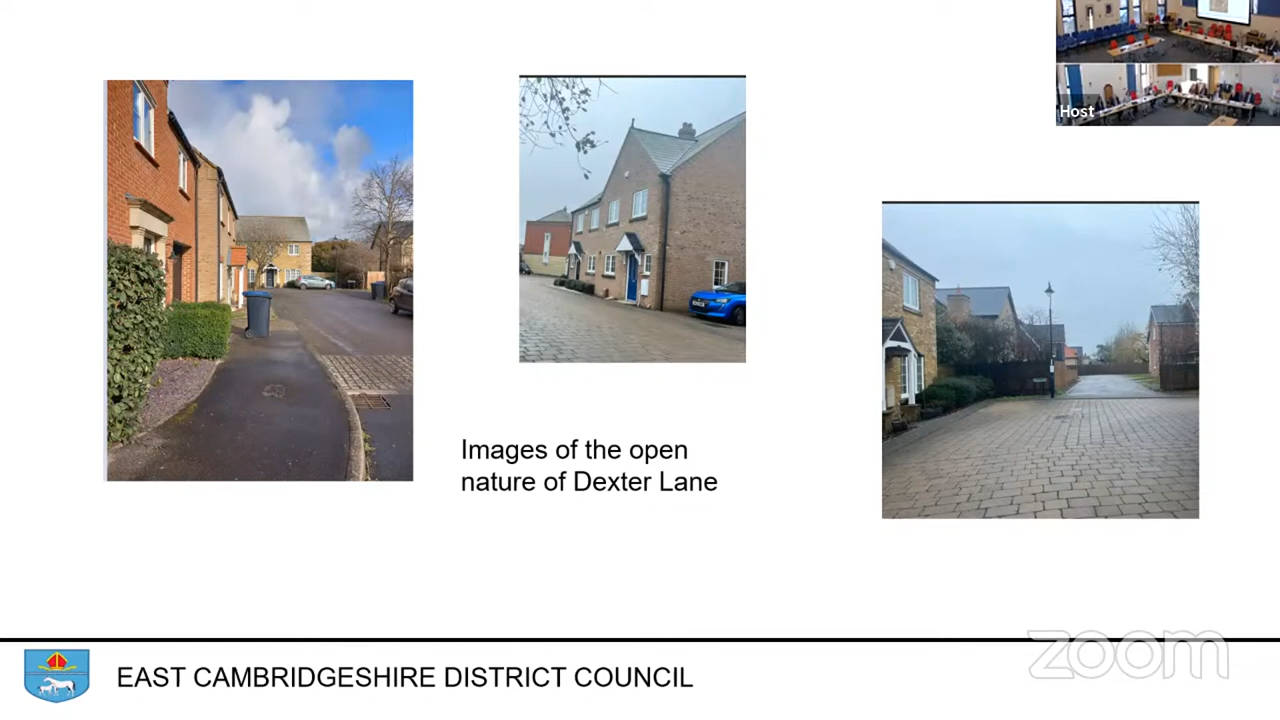 Host
Images of the open
nature of Dexter Lane
EAST CAMBRIDGESHIRE DISTRICT COUNCIL
zoom